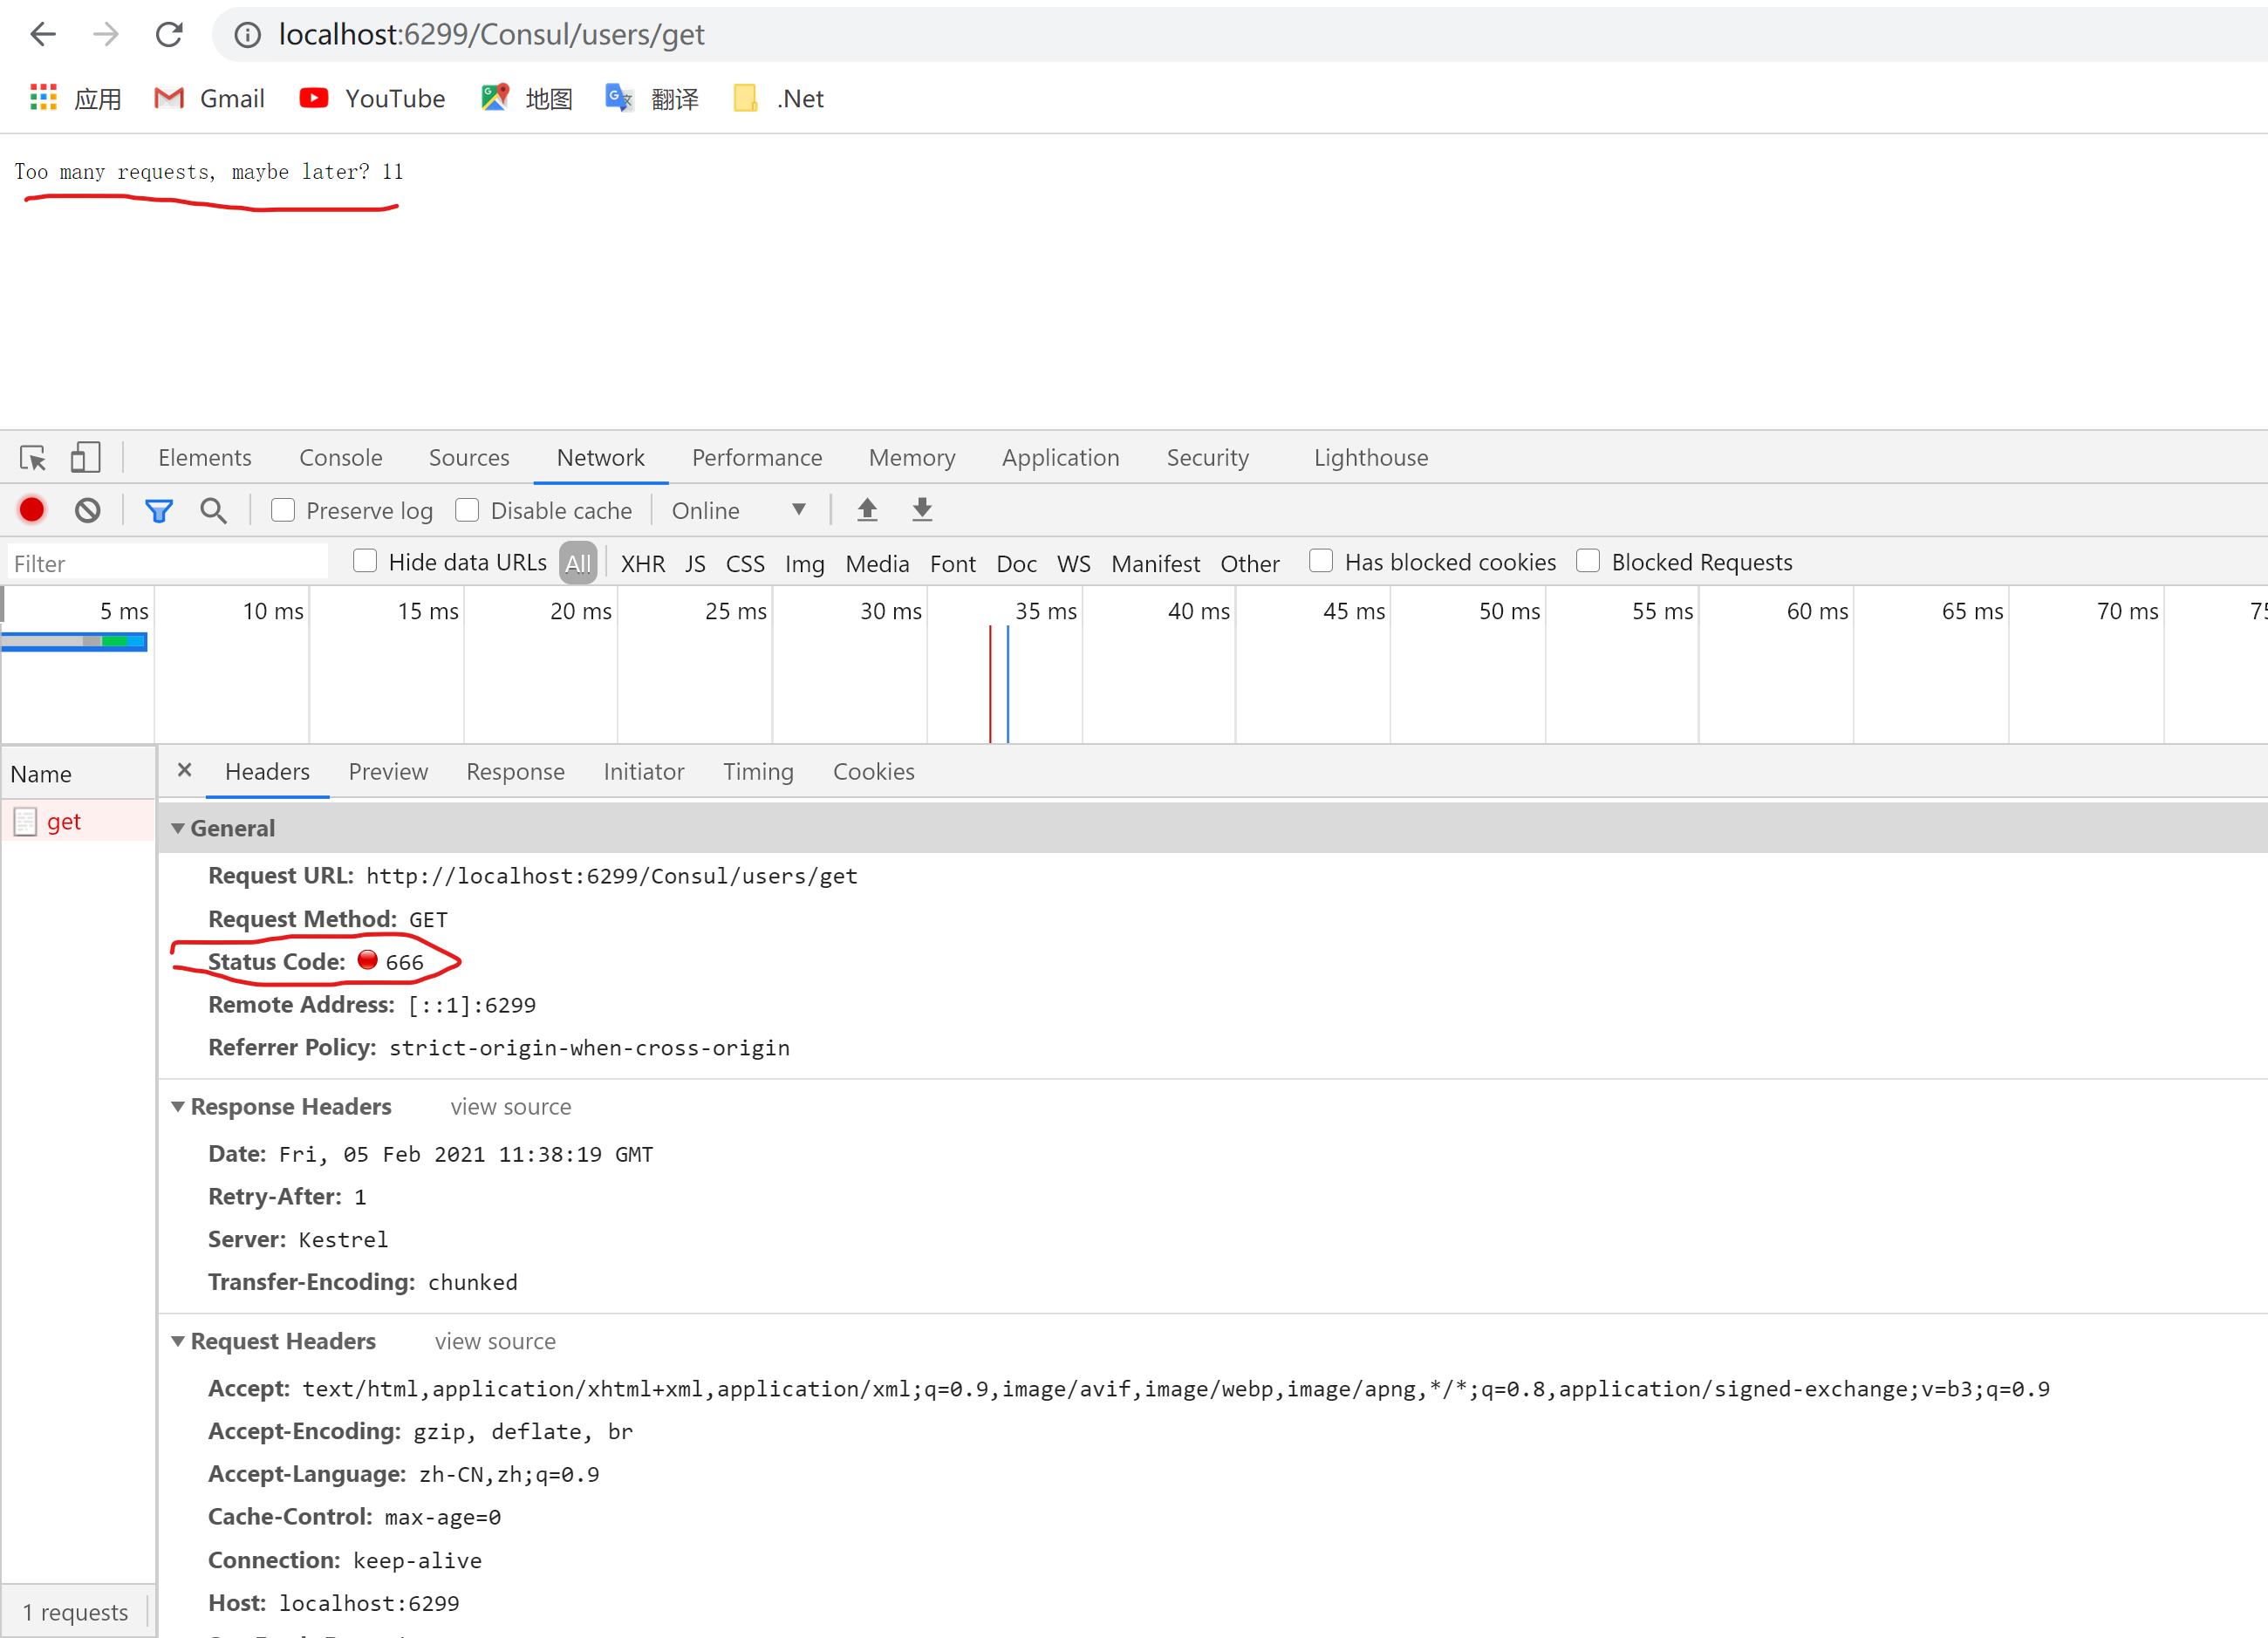 localhost:6299/Consul/users/get
应用 Gmail YouTube 地图 翻译 .Net
Too many requests, maybe later? 11
Elements Console Sources Network Performance Memory Application Security Lighthouse
Preserve log Disable cache Online
Filter Hide data URLs All XHR JS CSS Img Media Font Doc WS Manifest Other Has blocked cookies Blocked Requests
5 ms 10 ms 15 ms 20 ms 25 ms 30 ms 35 ms 40 ms 45 ms 50 ms 55 ms 60 ms 65 ms 70 ms 75
Name × Headers Preview Response Initiator Timing Cookies
get
General
Request URL: http://localhost:6299/Consul/users/get
Request Method: GET
Status Code: 666
Remote Address: [::1]:6299
Referrer Policy: strict-origin-when-cross-origin
Response Headers view source
Date: Fri, 05 Feb 2021 11:38:19 GMT
Retry-After: 1
Server: Kestrel
Transfer-Encoding: chunked
Request Headers view source
Accept: text/html,application/xhtml+xml,application/xml;q=0.9,image/avif,image/webp,image/apng,*/*;q=0.8,application/signed-exchange;v=b3;q=0.9
Accept-Encoding: gzip, deflate, br
Accept-Language: zh-CN,zh;q=0.9
Cache-Control: max-age=0
Connection: keep-alive
Host: localhost:6299
1 requests